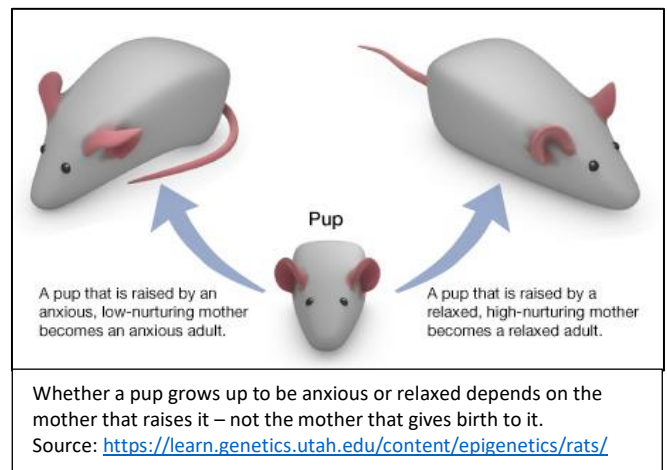 Pup
A pup that is raised by an
anxious, low-nurturing mother
becomes an anxious adult.
A pup that is raised by a
relaxed, high-nurturing mother
becomes a relaxed adult.
Whether a pup grows up to be anxious or relaxed depends on the
mother that raises it – not the mother that gives birth to it.
Source: https://learn.genetics.utah.edu/content/epigenetics/rats/